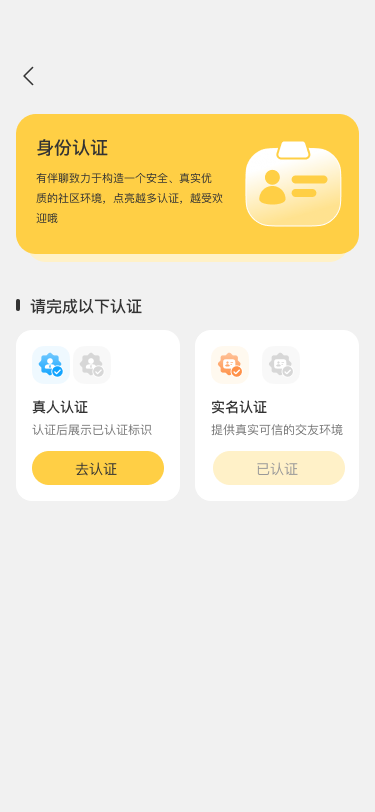 身份认证
有伴聊致力于构造一个安全、真实优
质的社区环境，点亮越多认证，越受欢
迎哦
请完成以下认证
真人认证
认证后展示已认证标识
去认证
实名认证
提供真实可信的交友环境
已认证